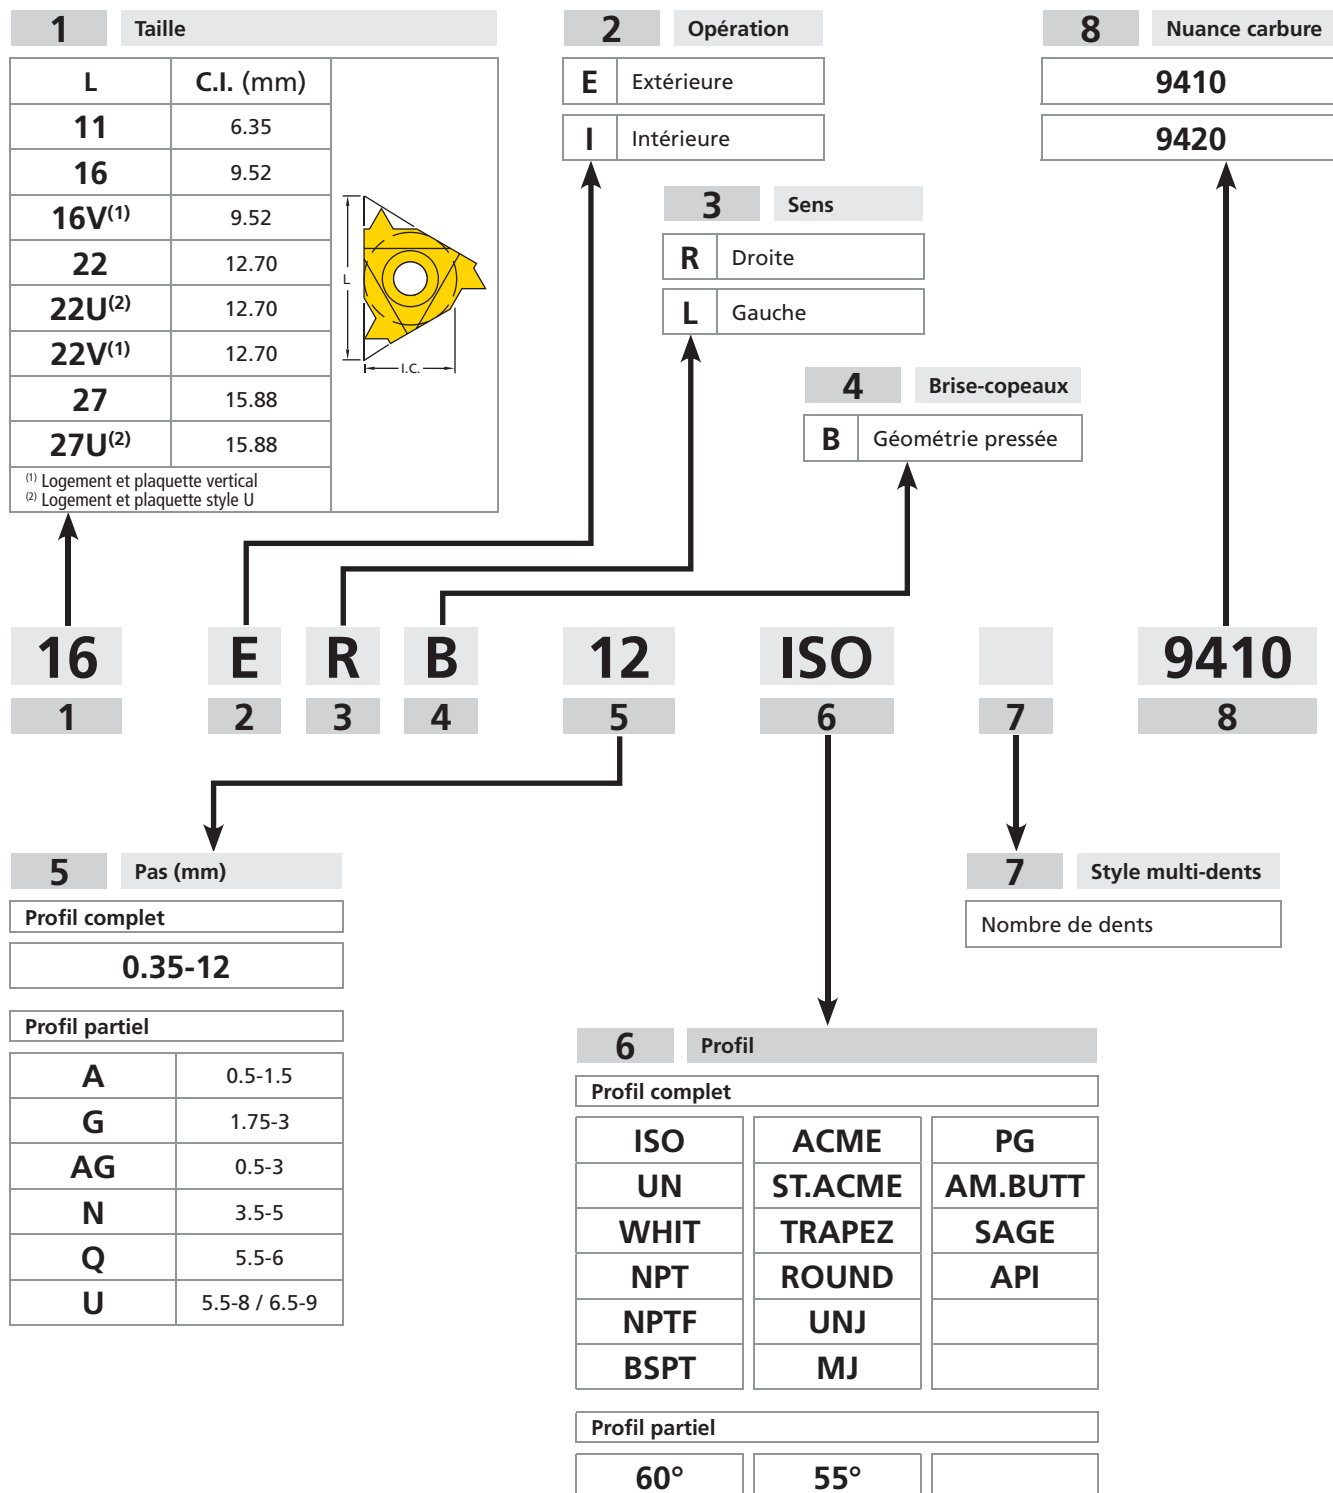 1 Taille
L C.I. (mm)
11 6.35
16 9.52
16V(1) 9.52
22 12.70
22U(2) 12.70
22V(1) 12.70
27 15.88
27U(2) 15.88
(1) Logement et plaquette vertical
(2) Logement et plaquette style U
L
I.C.
2 Opération
E Extérieure
I Intérieure
3 Sens
R Droite
L Gauche
4 Brise-copeaux
B Géométrie pressée
8 Nuance carbure
9410
9420
16 E R B 12 ISO 9410
1 2 3 4 5 6 7 8
5 Pas (mm)
Profil complet
0.35-12
Profil partiel
A 0.5-1.5
G 1.75-3
AG 0.5-3
N 3.5-5
Q 5.5-6
U 5.5-8 / 6.5-9
7 Style multi-dents
Nombre de dents
6 Profil
Profil complet
ISO ACME PG
UN ST.ACME AM.BUTT
WHIT TRAPEZ SAGE
NPT ROUND API
NPTF UNJ
BSPT MJ
Profil partiel
60° 55°